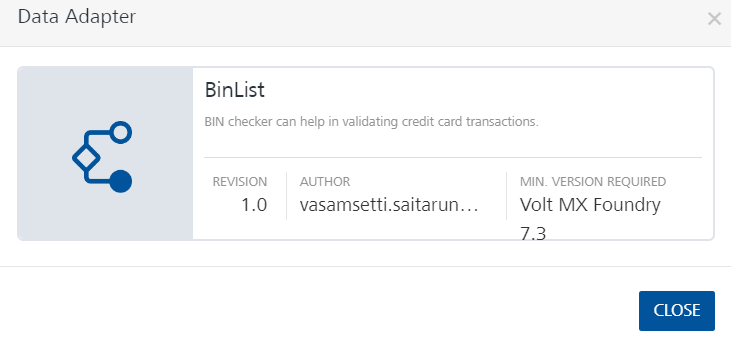 Data Adapter
BinList
BIN checker can help in validating credit card transactions.
REVISION
1.0
AUTHOR
vasamsetti.saitarun...
MIN. VERSION REQUIRED
Volt MX Foundry
7.3
CLOSE